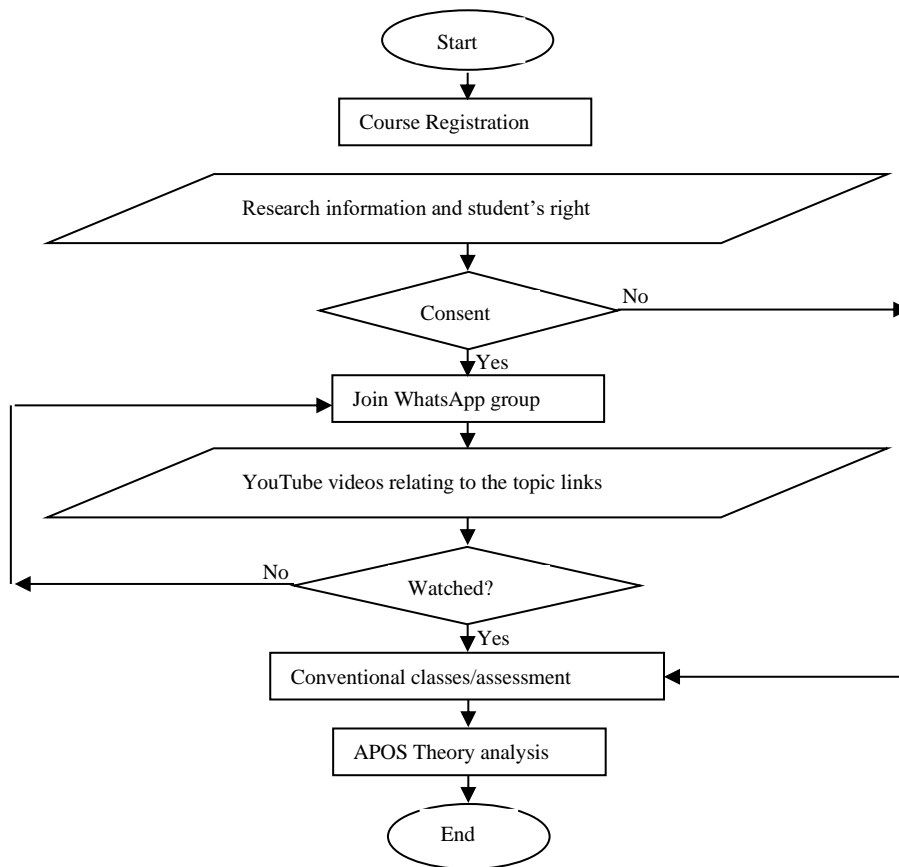 Start
Course Registration
Research information and student’s right
Consent
No
Yes
Join WhatsApp group
YouTube videos relating to the topic links
No
Watched?
Yes
Conventional classes/assessment
APOS Theory analysis
End